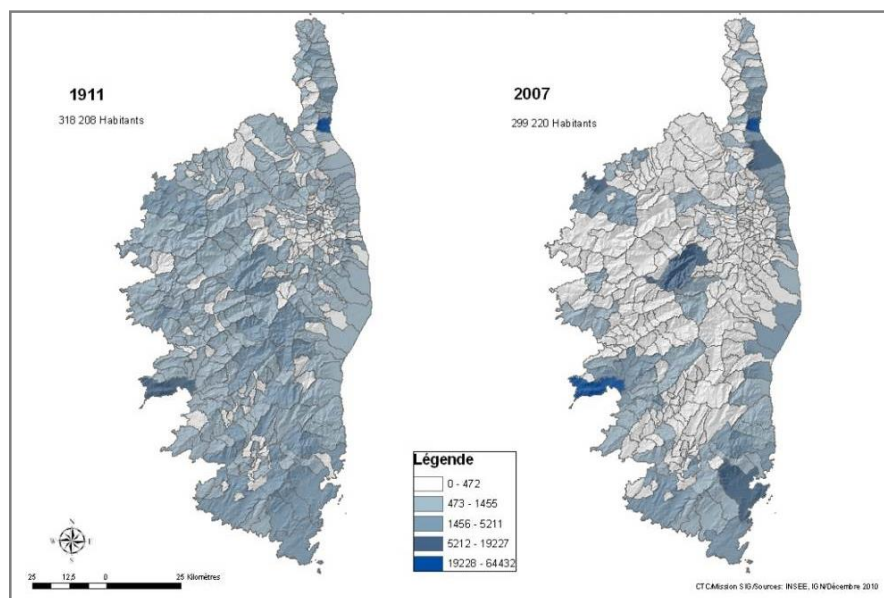 1911
318 208 Habitants
2007
299 220 Habitants
Légende
0 - 472
473 - 1455
1456 - 5211
5212 - 19227
19228 - 64432
N
W E
S
25 12,5 0 25 Kilomètres
CTC/Mission SIG/Sources: INSEE, IGN/Décembre 2010